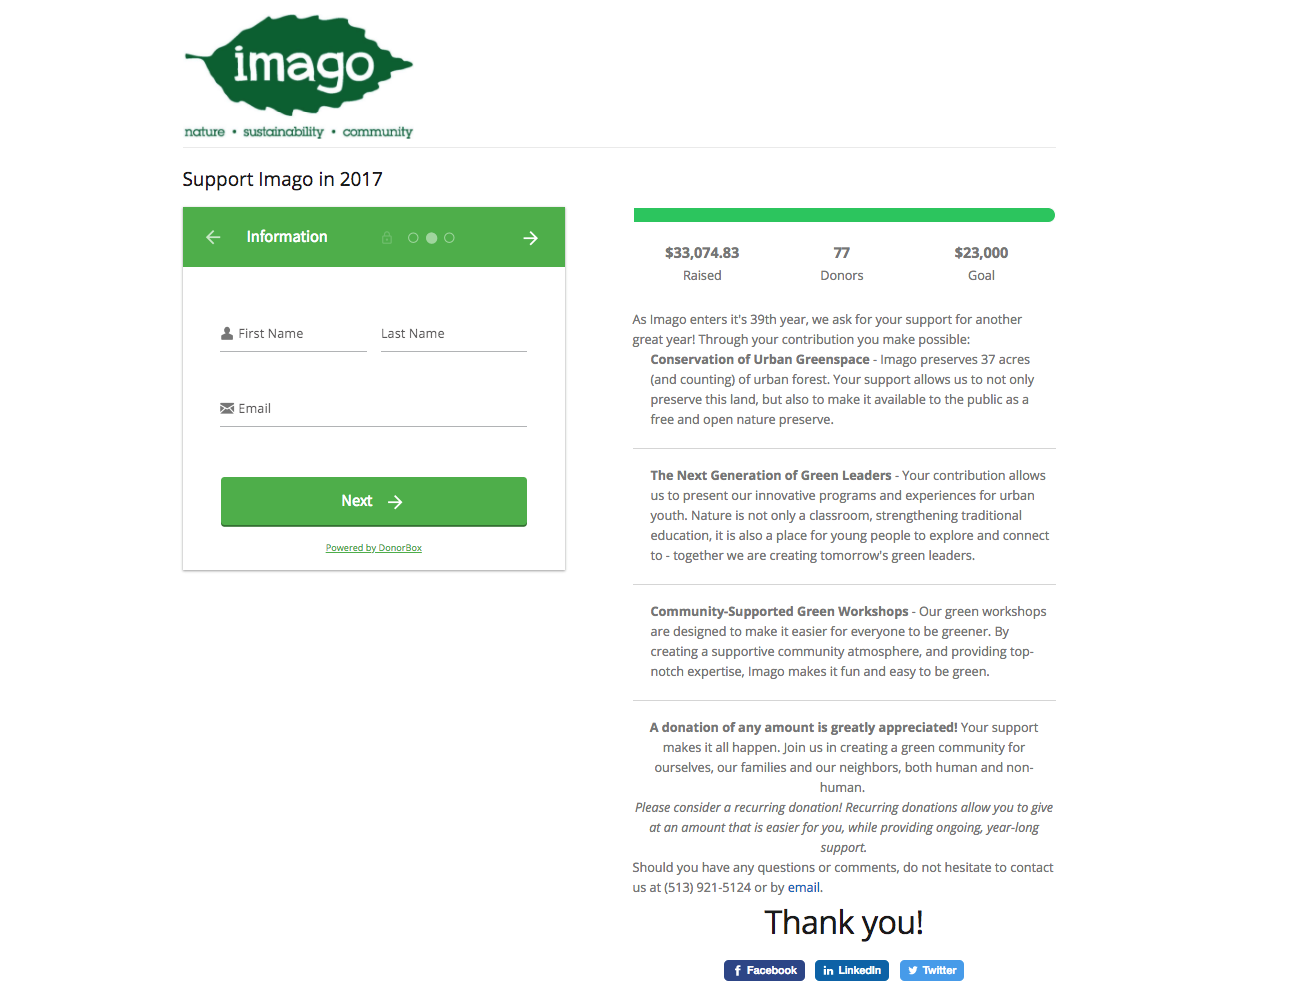 imago
nature • sustainability • community
Support Imago in 2017
Information
First Name
Last Name
Email
Next
Powered by DonorBox
$33,074.83
Raised
77
Donors
$23,000
Goal
As Imago enters it's 39th year, we ask for your support for another
great year! Through your contribution you make possible:
Conservation of Urban Greenspace - Imago preserves 37 acres
(and counting) of urban forest. Your support allows us to not only
preserve this land, but also to make it available to the public as a
free and open nature preserve.
The Next Generation of Green Leaders - Your contribution allows
us to present our innovative programs and experiences for urban
youth. Nature is not only a classroom, strengthening traditional
education, it is also a place for young people to explore and connect
to - together we are creating tomorrow's green leaders.
Community-Supported Green Workshops - Our green workshops
are designed to make it easier for everyone to be greener. By
creating a supportive community atmosphere, and providing top-
notch expertise, Imago makes it fun and easy to be green.
A donation of any amount is greatly appreciated! Your support
makes it all happen. Join us in creating a green community for
ourselves, our families and our neighbors, both human and non-
human.
Please consider a recurring donation! Recurring donations allow you to give
at an amount that is easier for you, while providing ongoing, year-long
support.
Should you have any questions or comments, do not hesitate to contact
us at (513) 921-5124 or by email.
Thank you!
Facebook
LinkedIn
Twitter